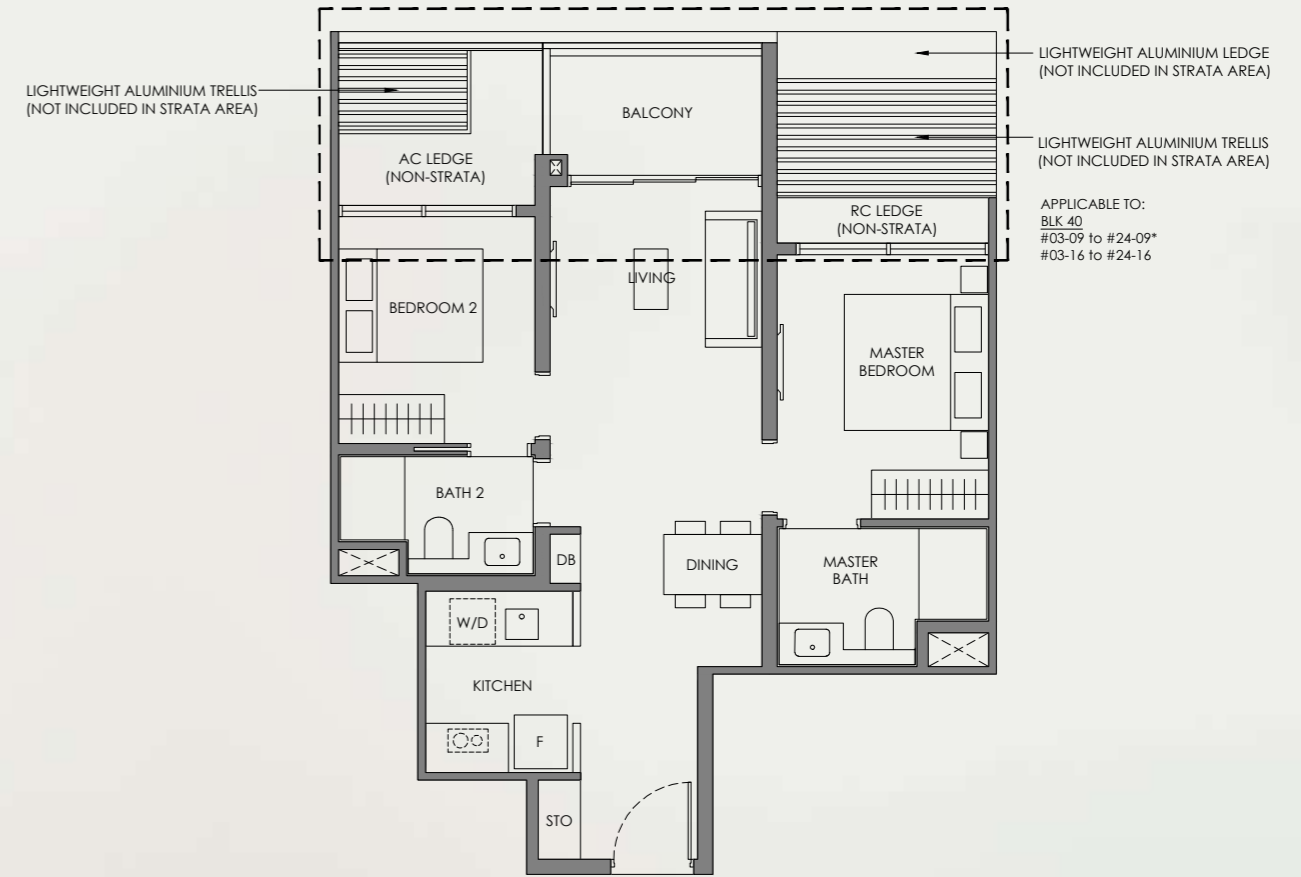 LIGHTWEIGHT ALUMINIUM TRELLIS
(NOT INCLUDED IN STRATA AREA)
AC LEDGE
(NON-STRATA)
BALCONY
LIGHTWEIGHT ALUMINIUM LEDGE
(NOT INCLUDED IN STRATA AREA)
LIGHTWEIGHT ALUMINIUM TRELLIS
(NOT INCLUDED IN STRATA AREA)
RC LEDGE
(NON-STRATA)
APPLICABLE TO:
BLK 40
#03-09 to #24-09*
#03-16 to #24-16
BEDROOM 2
LIVING
MASTER
BEDROOM
BATH 2
DB
DINING
MASTER
BATH
W/D
KITCHEN
F
STO